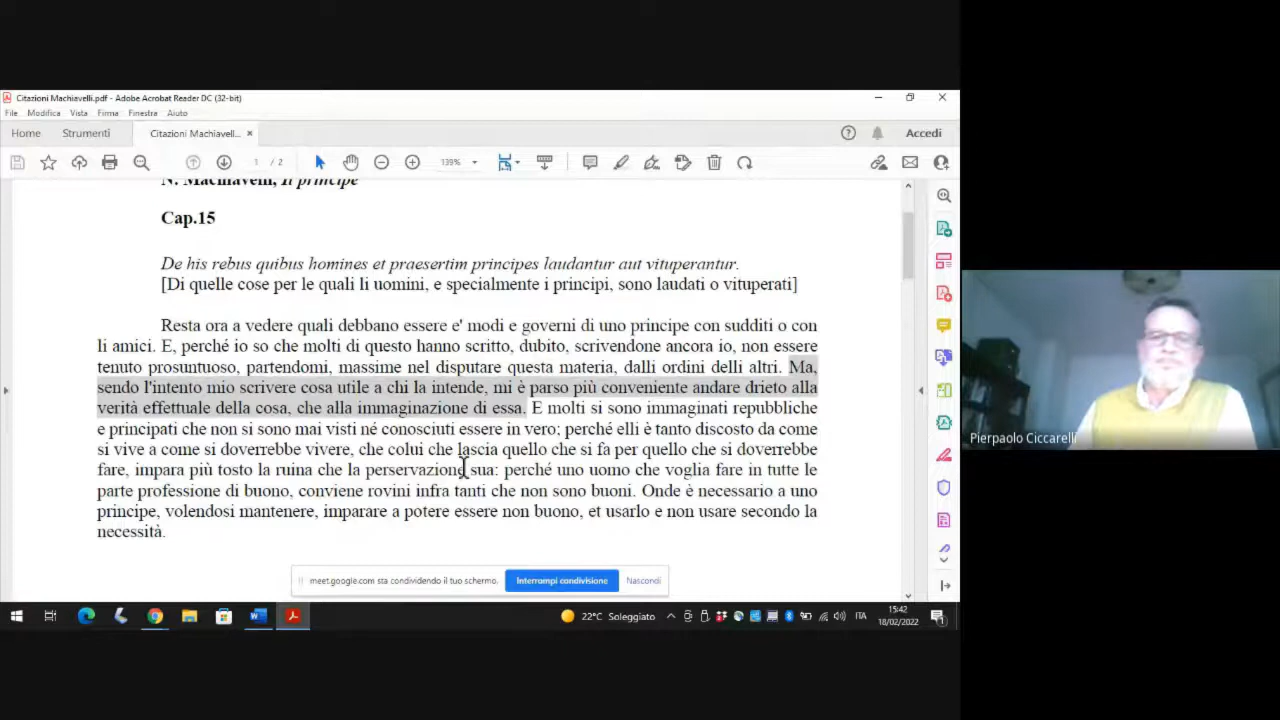 Citazioni Machiavelli.pdf - Adobe Acrobat Reader DC (32-bit)
File Modifica Vista Firma Finestra Aiuto
Home Strumenti Citazioni Machiavell... × Accedi
1 / 2 139%
N. Machiavelli, Il principe
Cap.15
De his rebus quibus homines et praesertim principes laudantur aut vituperantur.
[Di quelle cose per le quali li uomini, e specialmente i principi, sono laudati o vituperati]
Resta ora a vedere quali debbano essere e' modi e governi di uno principe con sudditi o con
li amici. E, perché io so che molti di questo hanno scritto, dubito, scrivendone ancora io, non essere
tenuto prosuntuoso, partendomi, massime nel disputare questa materia, dalli ordini delli altri. Ma,
sendo l'intento mio scrivere cosa utile a chi la intende, mi è parso più conveniente andare drieto alla
verità effettuale della cosa, che alla immaginazione di essa. E molti si sono immaginati repubbliche
e principati che non si sono mai visti né conosciuti essere in vero; perché elli è tanto discosto da come
si vive a come si doverrebbe vivere, che colui che lascia quello che si fa per quello che si doverrebbe
fare, impara più tosto la ruina che la perservazione sua: perché uno uomo che voglia fare in tutte le
parte professione di buono, conviene rovini infra tanti che non sono buoni. Onde è necessario a uno
principe, volendosi mantenere, imparare a potere essere non buono, et usarlo e non usare secondo la
necessità.
Pierpaolo Ciccarelli
meet.google.com sta condividendo il tuo schermo. Interrompi condivisione Nascondi
22°C Soleggiato ITA 15:42
18/02/2022